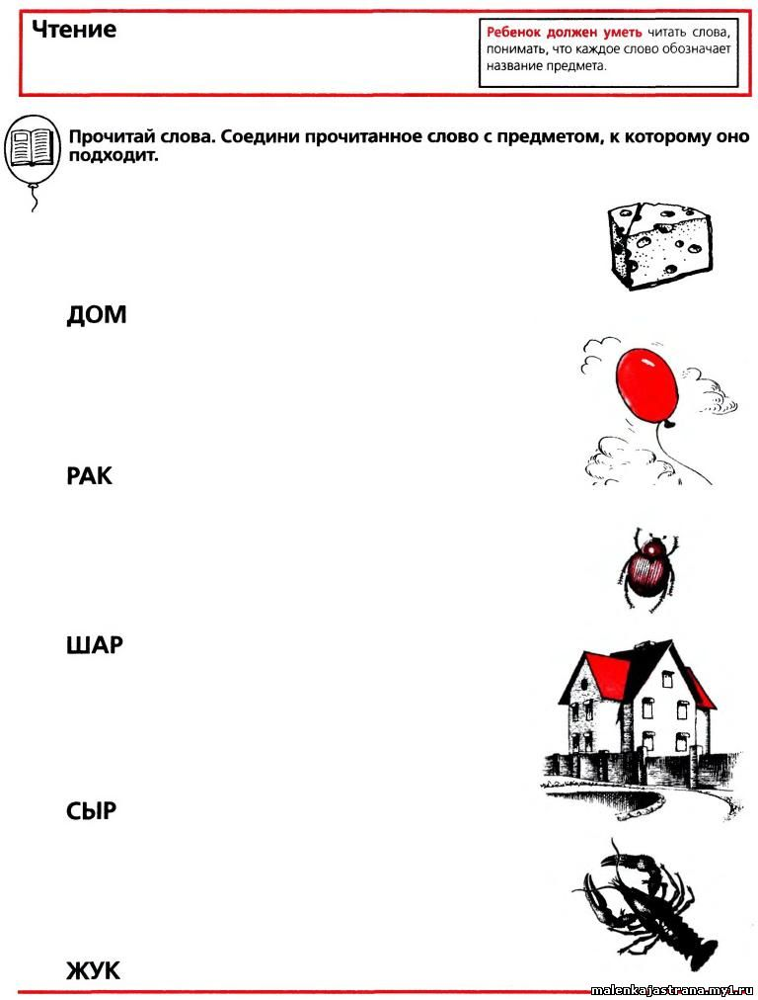 Чтение
Ребенок должен уметь читать слова,
понимать, что каждое слово обозначает
название предмета.
Прочитай слова. Соедини прочитанное слово с предметом, к которому оно
подходит.
ДОМ
РАК
ШАР
СЫР
ЖУК
malenkajastrana.my1.ru